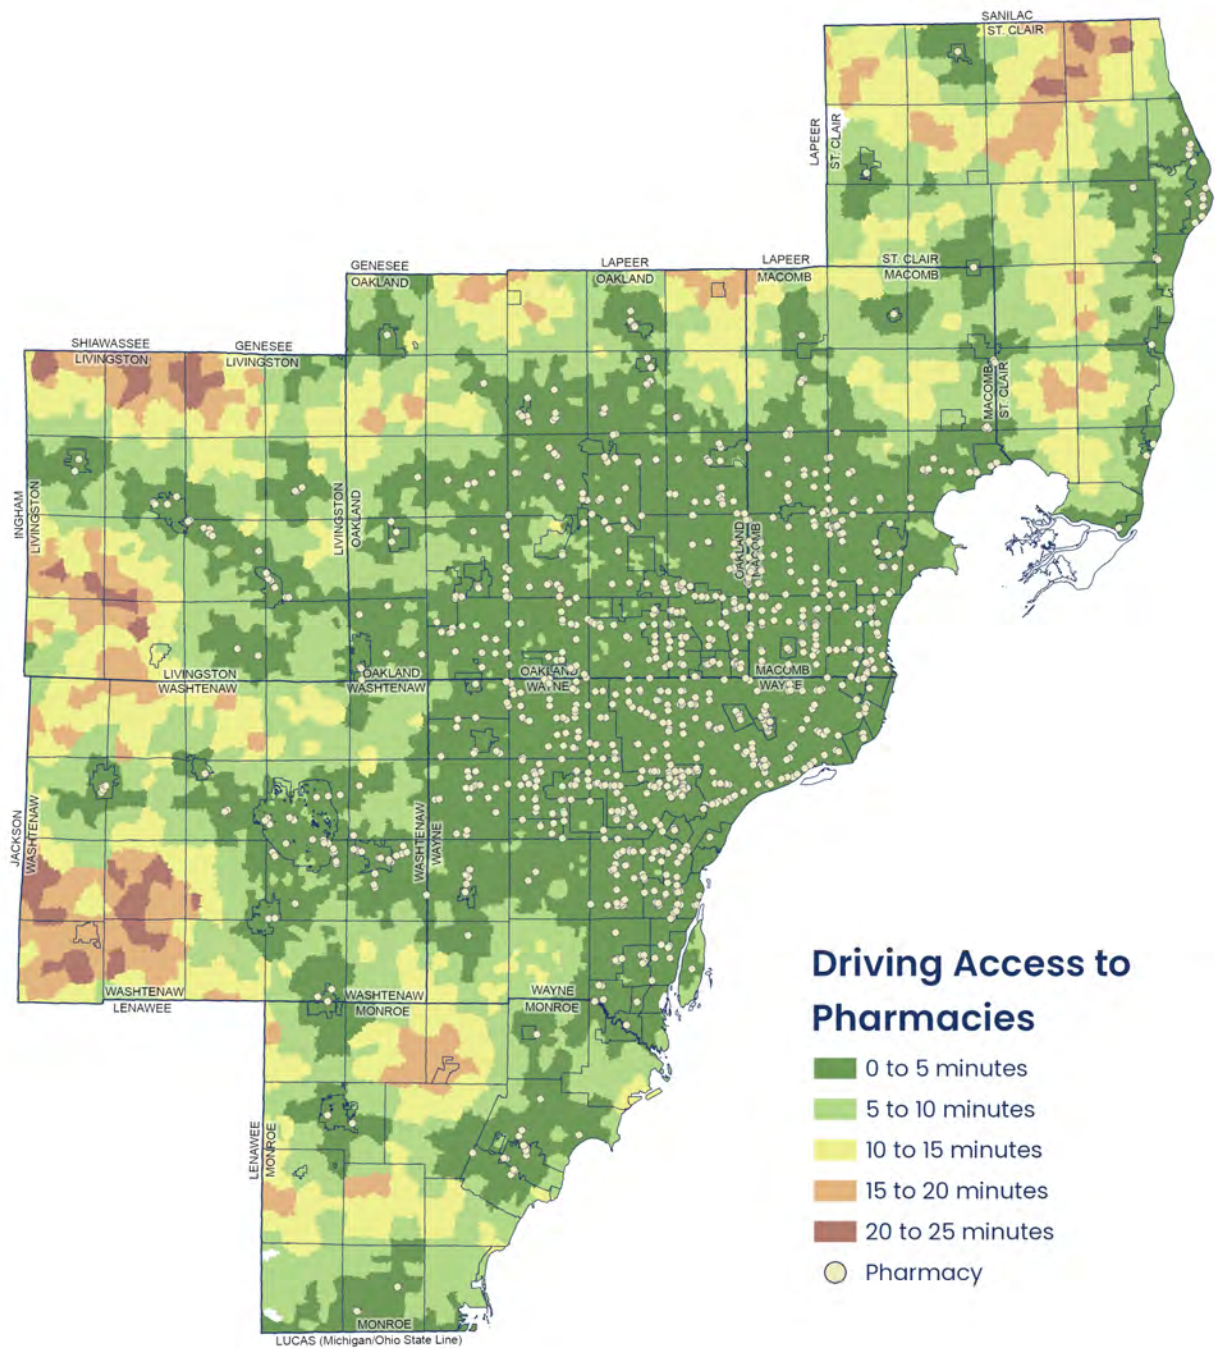 SANILAC
ST. CLAIR
LAPEER
ST. CLAIR
GENESEE
OAKLAND
LAPEER
OAKLAND
LAPEER
MACOMB
ST. CLAIR
MACOMB
SHIAWASSEE
LIVINGSTON
GENESEE
LIVINGSTON
MACOMB
ST. CLAIR
INGHAM
LIVINGSTON
LIVINGSTON
OAKLAND
OAKLAND
MACOMB
LIVINGSTON
WASHTENAW
OAKLAND
WASHTENAW
OAKLAND
WAYNE
MACOMB
WAYNE
JACKSON
WASHTENAW
WASHTENAW
WAYNE
WASHTENAW
LENAWEE
WASHTENAW
MONROE
WAYNE
MONROE
LENAWEE
MONROE
MONROE
LUCAS (Michigan/Ohio State Line)
Driving Access to
Pharmacies
0 to 5 minutes
5 to 10 minutes
10 to 15 minutes
15 to 20 minutes
20 to 25 minutes
Pharmacy